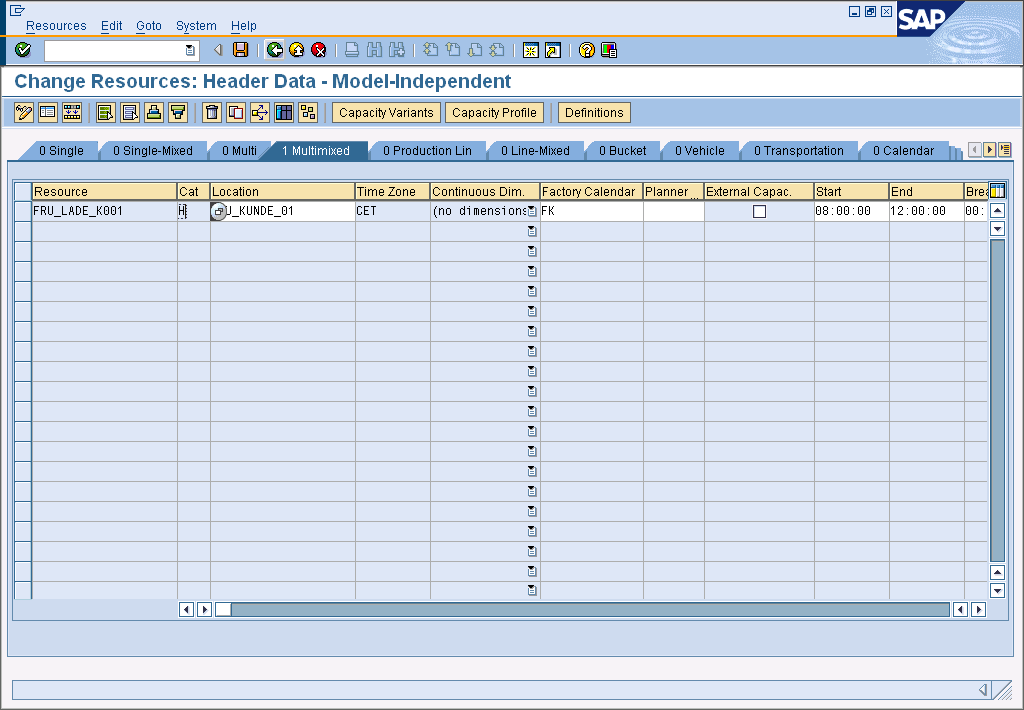 Resources Edit Goto System Help
SAP
Change Resources: Header Data - Model-Independent
Capacity Variants Capacity Profile Definitions
0 Single 0 Single-Mixed 0 Multi 1 Multimixed 0 Production Lin 0 Line-Mixed 0 Bucket 0 Vehicle 0 Transportation 0 Calendar
Resource Cat Location Time Zone Continuous Dim. Factory Calendar Planner ... External Capac. Start End Brea
FRU_LADE_K001 H U_KUNDE_01 CET (no dimensions FK 08:00:00 12:00:00 00: